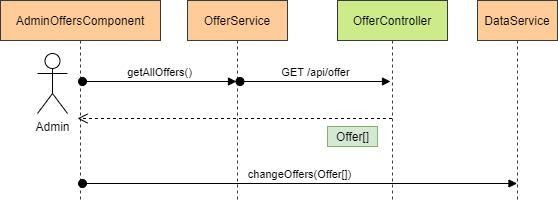 AdminOffersComponent
OfferService
OfferController
DataService
getAllOffers()
GET /api/offer
Admin
Offer[]
changeOffers(Offer[])